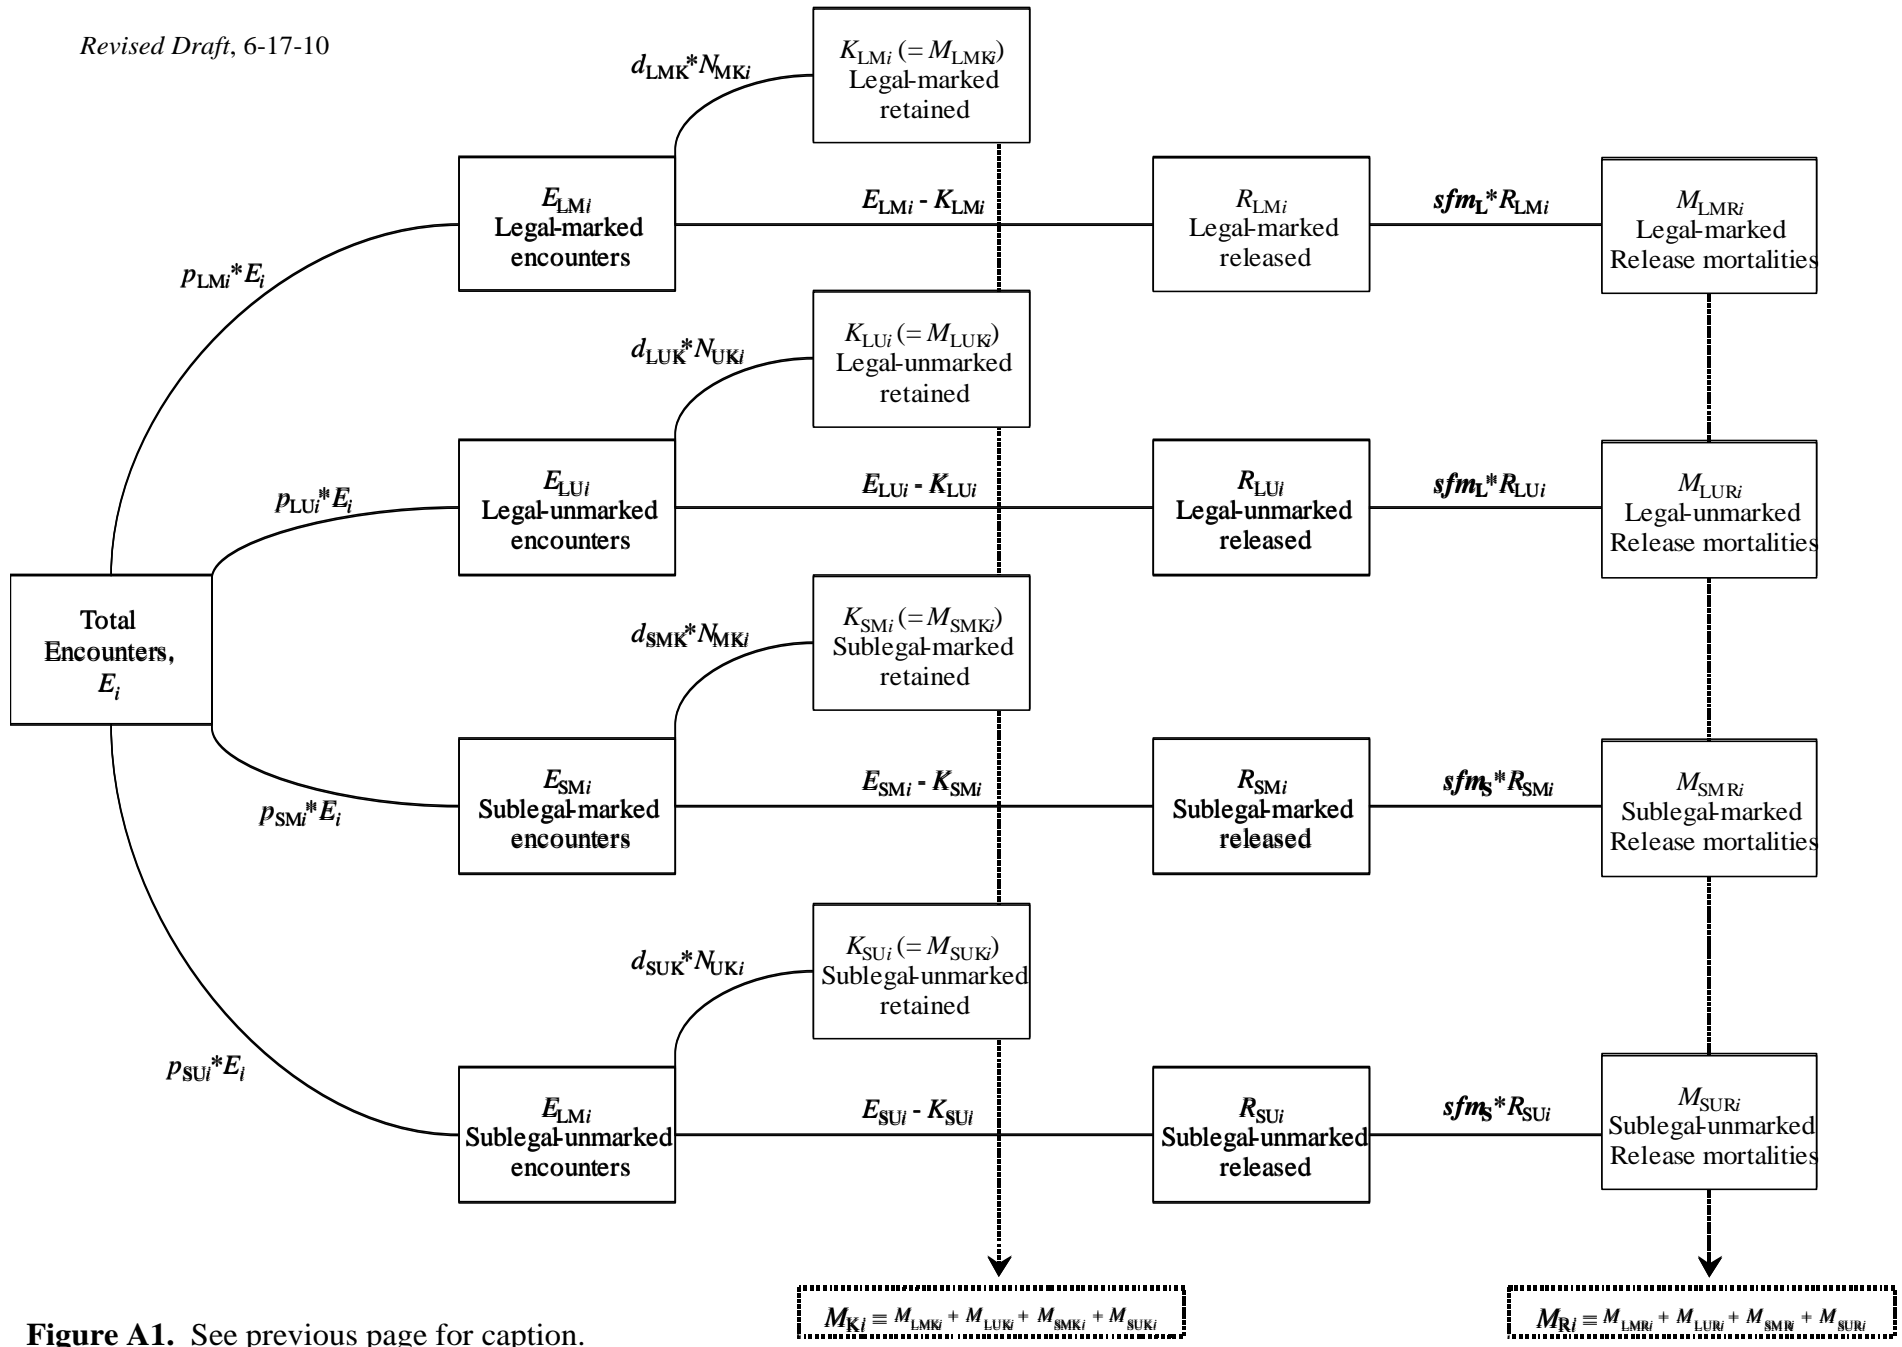 Revised Draft, 6-17-10
d_LMK*N_MKi
K_LMi (= M_LMKi)
Legal-marked
retained
E_LMi
Legal-marked
encounters
E_LMi - K_LMi
R_LMi
Legal-marked
released
sfm_L*R_LMi
M_LMRi
Legal-marked
Release mortalities
p_LMi*E_i
d_LUK*N_UKi
K_LUi (= M_LUKi)
Legal-unmarked
retained
p_LUi*E_i
E_LUi
Legal-unmarked
encounters
E_LUi - K_LUi
R_LUi
Legal-unmarked
released
sfm_L*R_LUi
M_LURi
Legal-unmarked
Release mortalities
Total
Encounters,
E_i
d_SMK*N_MKi
K_SMi (= M_SMKi)
Sublegal-marked
retained
p_SMi*E_i
E_SMi
Sublegal-marked
encounters
E_SMi - K_SMi
R_SMi
Sublegal-marked
released
sfm_S*R_SMi
M_SMRi
Sublegal-marked
Release mortalities
d_SUK*N_UKi
K_SUi (= M_SUKi)
Sublegal-unmarked
retained
p_SUi*E_i
E_LMi
Sublegal-unmarked
encounters
E_SUi - K_SUi
R_SUi
Sublegal-unmarked
released
sfm_S*R_SUi
M_SURi
Sublegal-unmarked
Release mortalities
M_Ki ≡ M_LMKi + M_LUKi + M_SMKi + M_SUKi
M_Ri ≡ M_LMRi + M_LURi + M_SMRi + M_SURi
Figure A1. See previous page for caption.